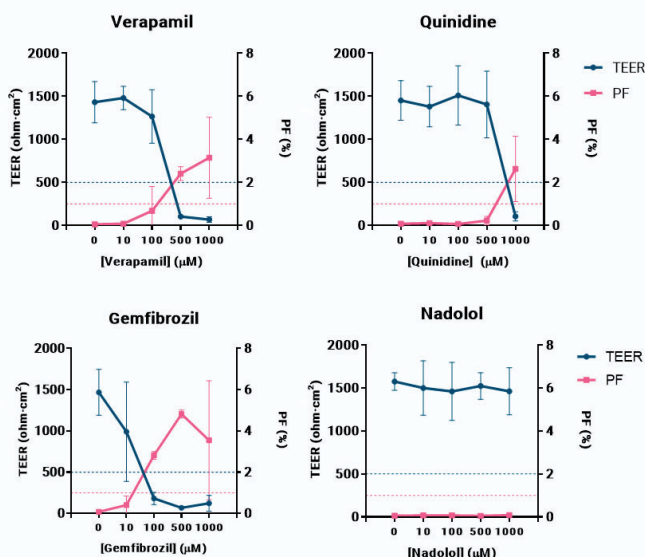 Verapamil
2000
1500
1000
500
0
TEER (ohm·cm²)
8
6
4
2
0
PF (%)
0 10 100 500 1000
[Verapamil] (μM)
Quinidine
2000
1500
1000
500
0
TEER (ohm·cm²)
8
6
4
2
0
PF (%)
0 10 100 500 1000
[Quinidine] (μM)
TEER
PF
Gemfibrozil
2000
1500
1000
500
0
TEER (ohm·cm²)
8
6
4
2
0
PF (%)
0 10 100 500 1000
[Gemfibrozil] (μM)
Nadolol
2000
1500
1000
500
0
TEER (ohm·cm²)
8
6
4
2
0
PF (%)
0 10 100 500 1000
[Nadolol] (μM)
TEER
PF